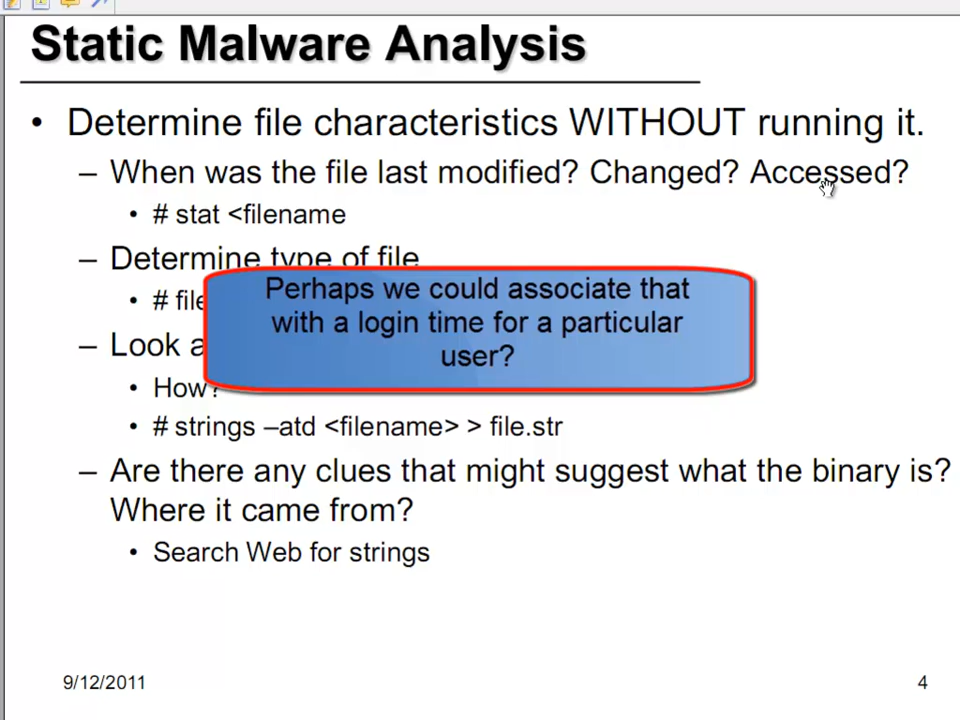 Static Malware Analysis
• Determine file characteristics WITHOUT running it.
– When was the file last modified? Changed? Accessed?
• # stat <filename
– Determine type of file
• # file
Perhaps we could associate that
with a login time for a particular
user?
– Look
• How?
• # strings –atd <filename> > file.str
– Are there any clues that might suggest what the binary is?
Where it came from?
• Search Web for strings
9/12/2011
4